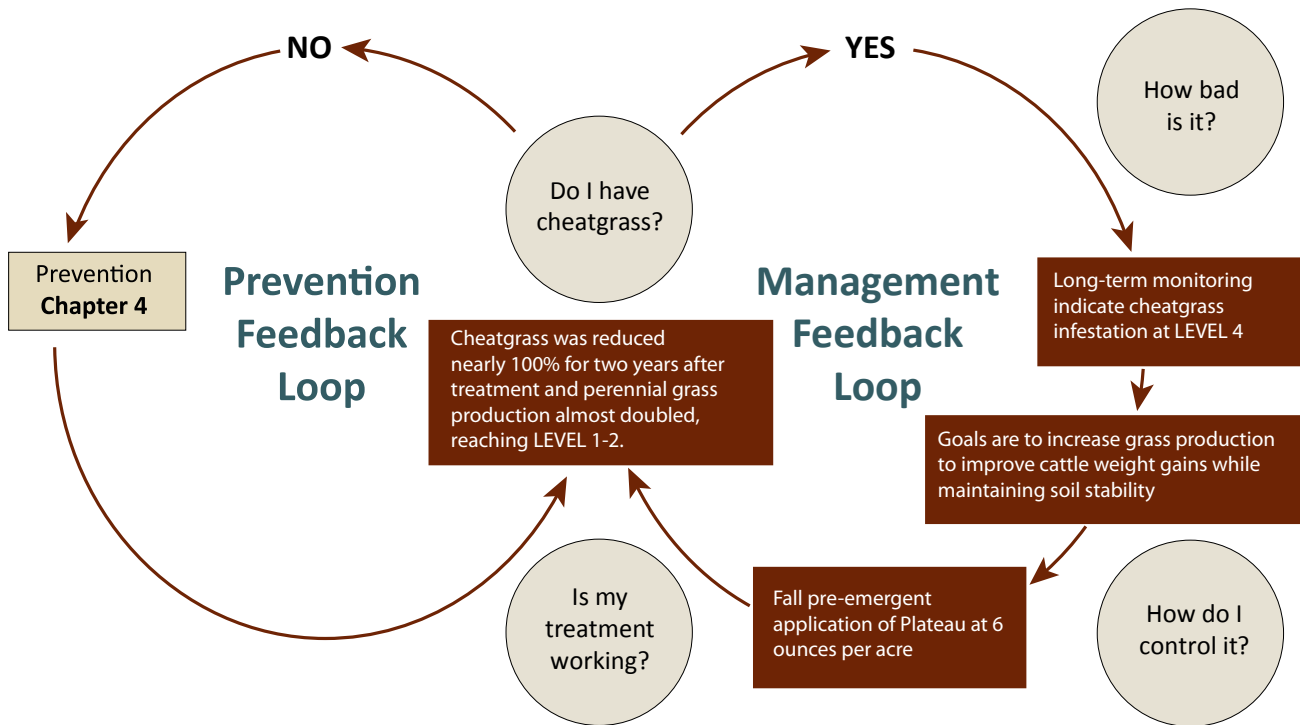 NO
YES
How bad
is it?
Do I have
cheatgrass?
Prevention
Chapter 4
Prevention
Feedback
Loop
Management
Feedback
Loop
Long-term monitoring
indicate cheatgrass
infestation at LEVEL 4
Cheatgrass was reduced
nearly 100% for two years after
treatment and perennial grass
production almost doubled,
reaching LEVEL 1-2.
Goals are to increase grass production
to improve cattle weight gains while
maintaining soil stability
Is my
treatment
working?
Fall pre-emergent
application of Plateau at 6
ounces per acre
How do I
control it?